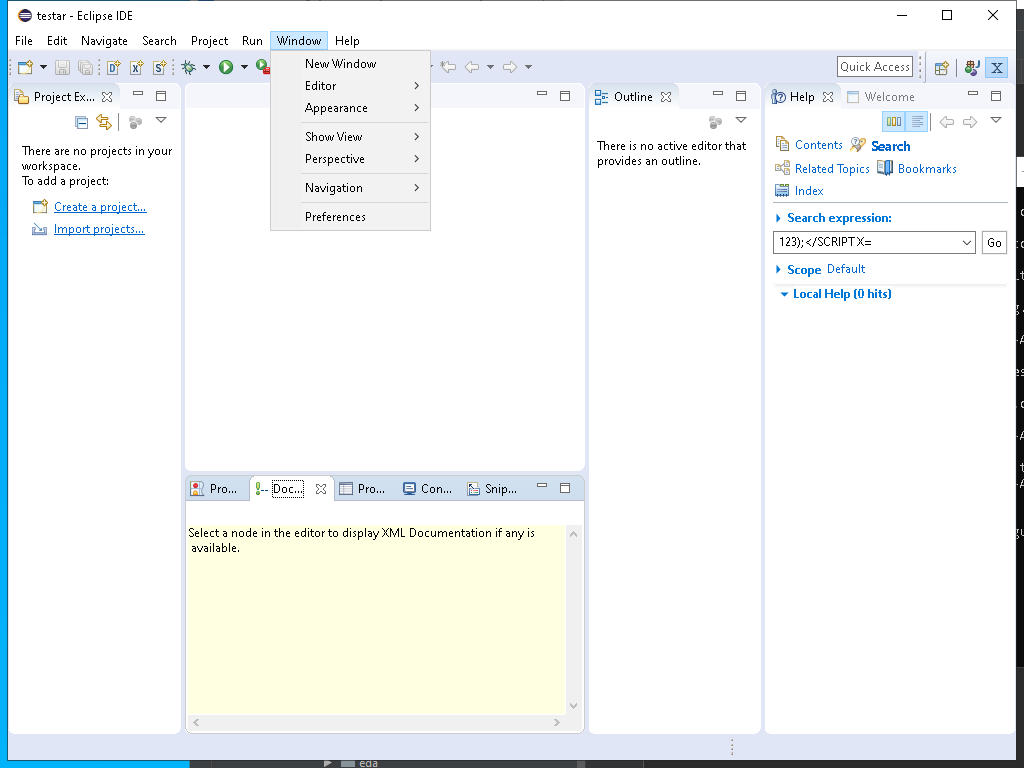 testar - Eclipse IDE
File Edit Navigate Search Project Run Window Help
Quick Access
New Window
Editor
Appearance
Show View
Perspective
Navigation
Preferences
Project Ex...
There are no projects in your
workspace.
To add a project:
Create a project...
Import projects...
Outline
There is no active editor that
provides an outline.
Help Welcome
Contents Search
Related Topics Bookmarks
Index
Search expression:
123);</SCRIPTX=
Go
Scope Default
Local Help (0 hits)
Pro... Doc... Pro... Con... Snip...
Select a node in the editor to display XML Documentation if any is
available.
eda